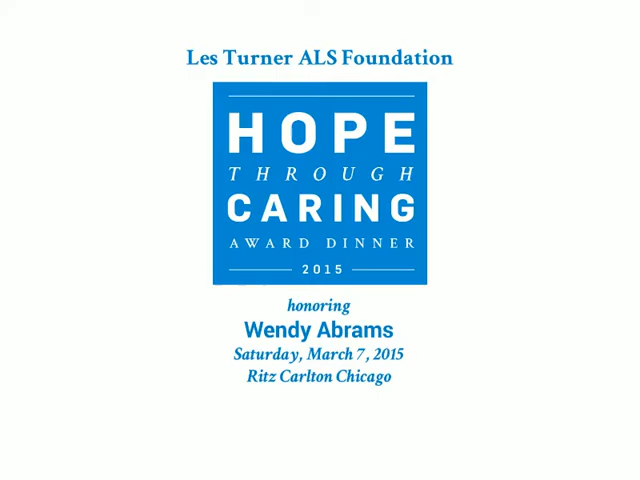 Les Turner ALS Foundation
HOPE
THROUGH
CARING
AWARD DINNER
2015
honoring
Wendy Abrams
Saturday, March 7, 2015
Ritz Carlton Chicago